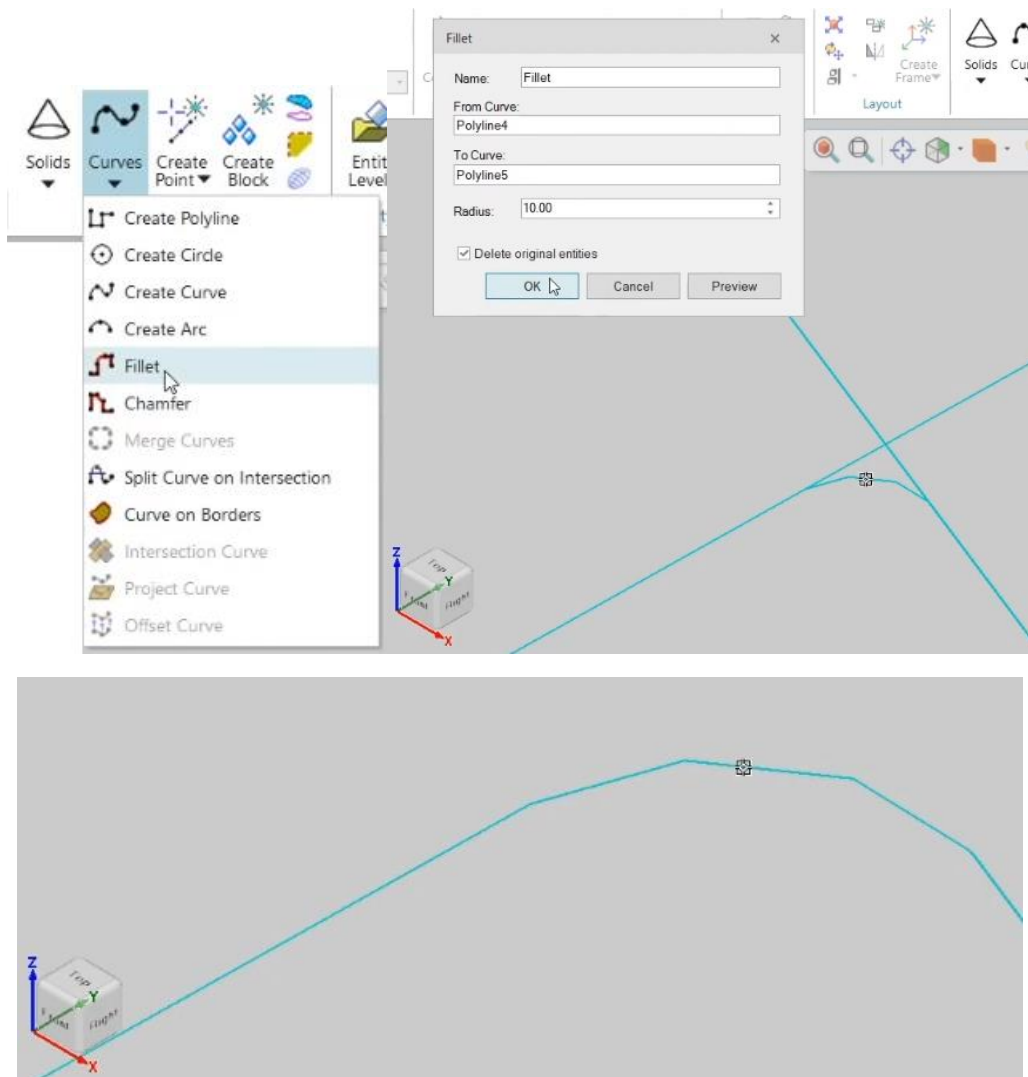 Solids
Curves
Create Point
Create Block
Entit
Level
Create Polyline
Create Circle
Create Curve
Create Arc
Fillet
Chamfer
Merge Curves
Split Curve on Intersection
Curve on Borders
Intersection Curve
Project Curve
Offset Curve
Fillet
Name: Fillet
From Curve:
Polyline4
To Curve:
Polyline5
Radius: 10.00
Delete original entities
OK Cancel Preview
Create Frame
Layout
Solids
Cur
Z
Top
Y
Front
Right
X
Z
Top
Y
Front
Right
X